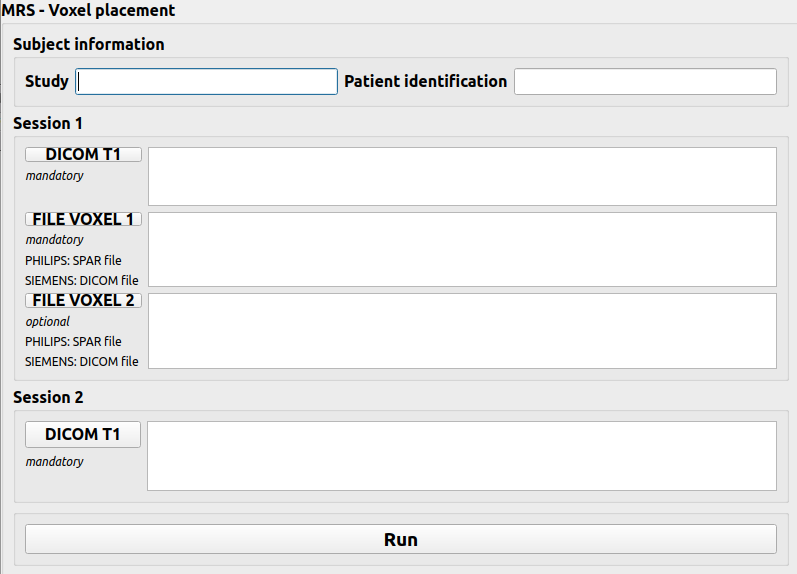 MRS - Voxel placement
Subject information
Study Patient identification
Session 1
DICOM T1
mandatory
FILE VOXEL 1
mandatory
PHILIPS: SPAR file
SIEMENS: DICOM file
FILE VOXEL 2
optional
PHILIPS: SPAR file
SIEMENS: DICOM file
Session 2
DICOM T1
mandatory
Run